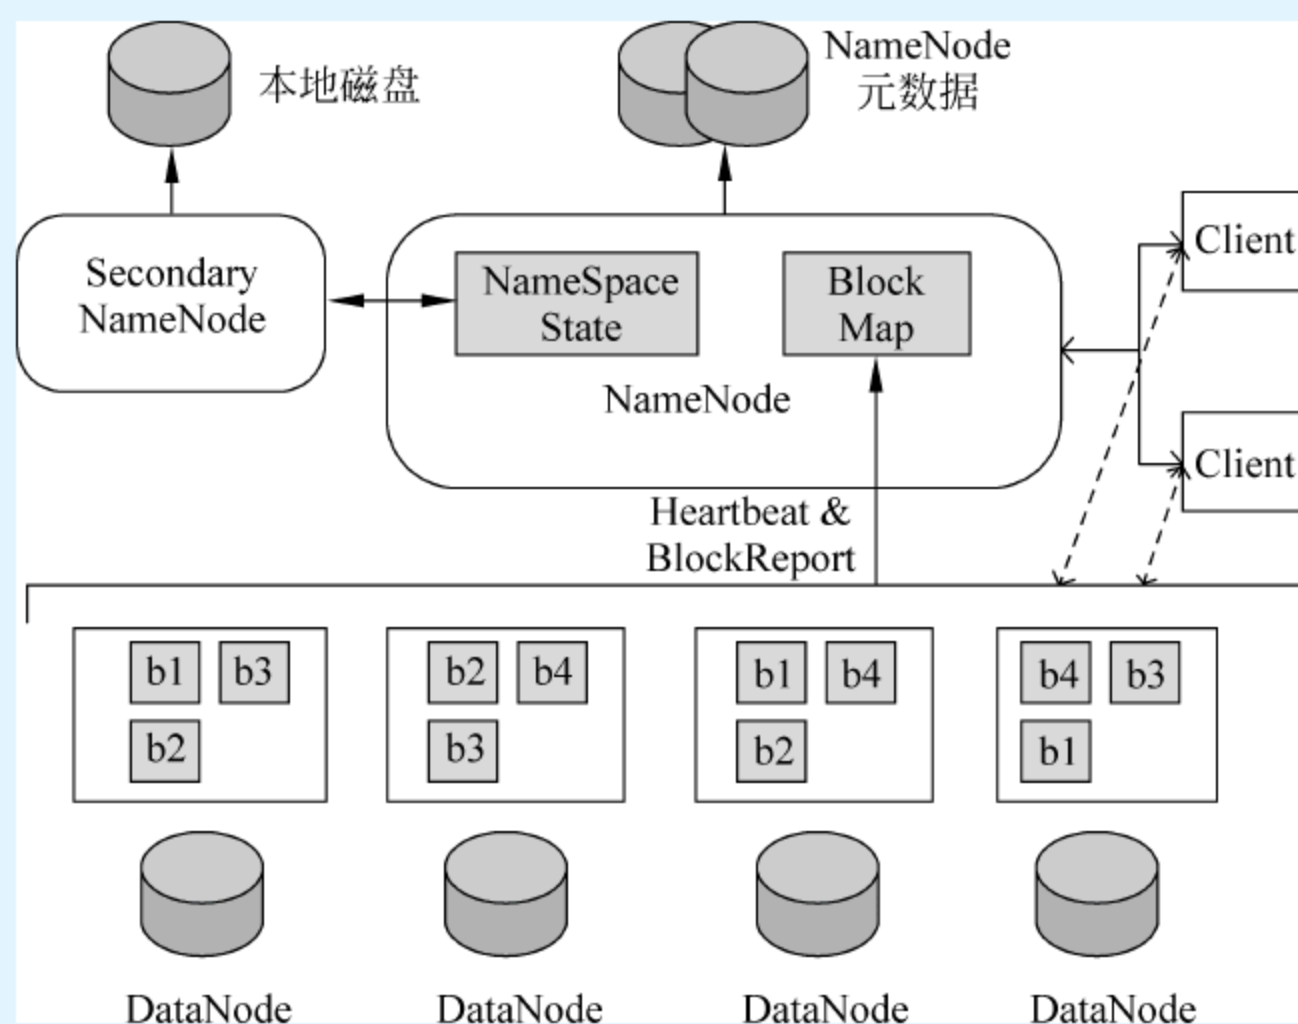 本地磁盘
NameNode
元数据
Secondary
NameNode
NameSpace
State
Block
Map
NameNode
Client
Client
Heartbeat &
BlockReport
b1 b3
b2
b2 b4
b3
b1 b4
b2
b4 b3
b1
DataNode DataNode DataNode DataNode